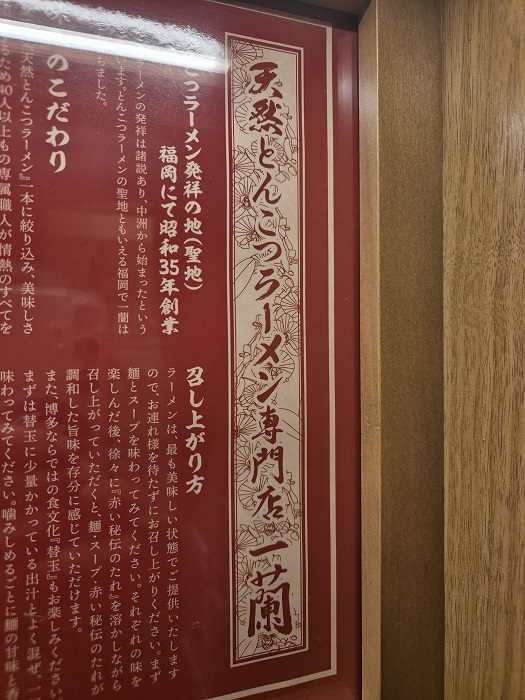 天然とんこつラーメン専門店 一蘭
こつラーメン発祥の地(聖地)
福岡にて昭和35年創業
ラーメンの発祥は諸説あり、中洲から始まったという
います。とんこつラーメンの聖地ともいえる福岡で一蘭は
ちました。
のこだわり
『天然とんこつラーメン』一本に絞り込み、美味しさ
るため40人以上もの専属職人が情熱のすべてを
召し上がり方
ラーメンは、最も美味しい状態でご提供いたします
ので、お連れ様を待たずにお召し上がりください。まず
麺とスープを味わってみてください。それぞれの味を
楽しんだ後、徐々に『赤い秘伝のたれ』を溶かしながら
召し上がっていただくと、麺・スープ・赤い秘伝のたれが
調和した旨味を存分に感じていただけます。
また、博多ならではの食文化『替玉』もお楽しみください
まずは替玉に少量かかっている出汁とよく混ぜ、一
味わってみてください。噛みしめるごとに麺の甘味と香